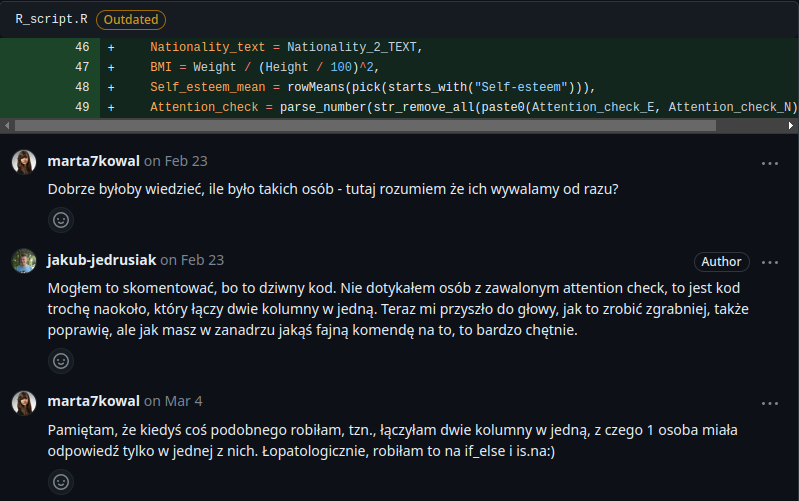 R_script.R Outdated
46 + Nationality_text = Nationality_2_TEXT,
47 + BMI = Weight / (Height / 100)^2,
48 + Self_esteem_mean = rowMeans(pick(starts_with("Self-esteem"))),
49 + Attention_check = parse_number(str_remove_all(paste0(Attention_check_E, Attention_check_N)
marta7kowal on Feb 23
Dobrze byłoby wiedzieć, ile było takich osób - tutaj rozumiem że ich wywalamy od razu?
jakub-jedrusiak on Feb 23 Author
Mogłem to skomentować, bo to dziwny kod. Nie dotykałem osób z zawalonym attention check, to jest kod
trochę naokoło, który łączy dwie kolumny w jedną. Teraz mi przyszło do głowy, jak to zrobić zgrabniej, także
poprawię, ale jak masz w zanadrzu jakąś fajną komendę na to, to bardzo chętnie.
marta7kowal on Mar 4
Pamiętam, że kiedyś coś podobnego robiłam, tzn., łączyłam dwie kolumny w jedną, z czego 1 osoba miała
odpowiedź tylko w jednej z nich. Łopatologicznie, robiłam to na if_else i is.na:)